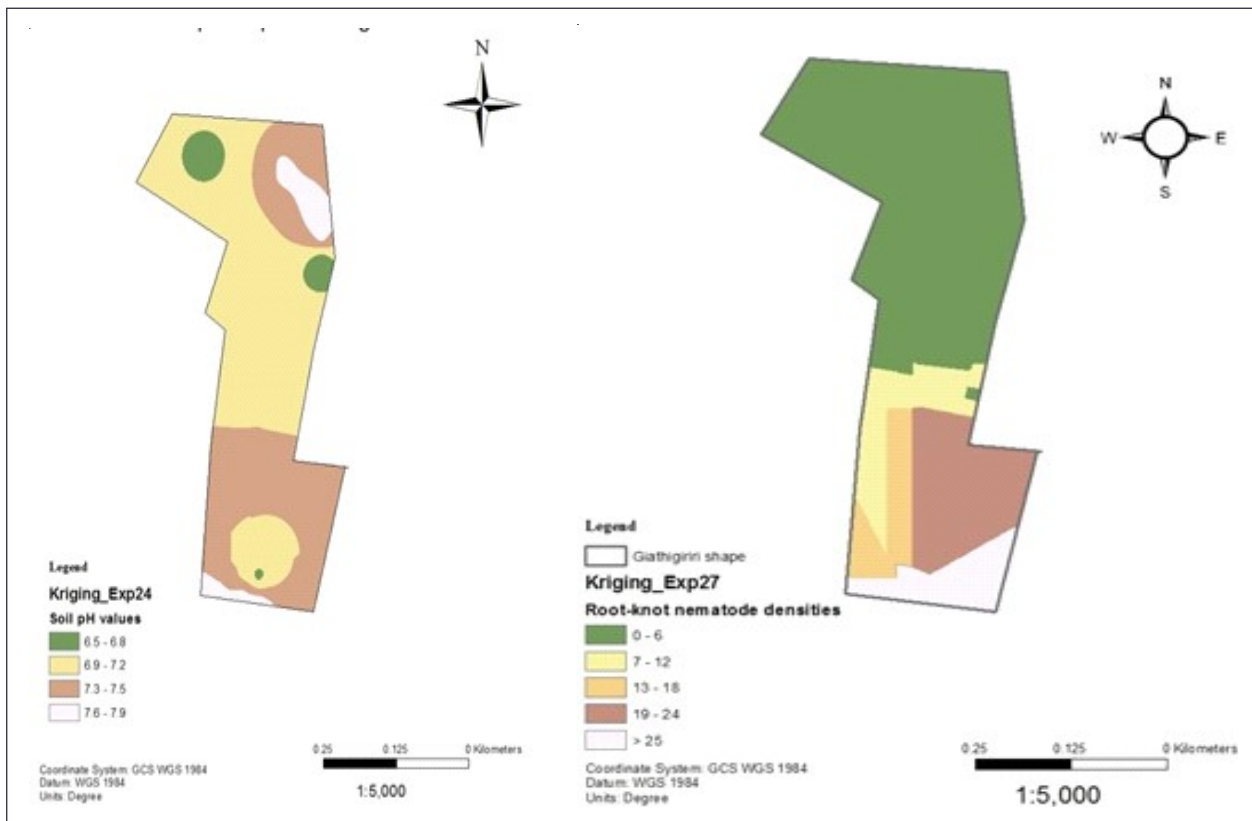 N
Legend
Kriging_Exp24
Soil pH values
6.5 - 6.8
6.9 - 7.2
7.3 - 7.5
7.6 - 7.9
Coordinate System: GCS WGS 1984
Datum: WGS 1984
Units: Degree
0.25 0.125 0 Kilometers
1:5,000
N
W E
S
Legend
Giathigiriri shape
Kriging_Exp27
Root-knot nematode densities
0 - 6
7 - 12
13 - 18
19 - 24
> 25
Coordinate System: GCS WGS 1984
Datum: WGS 1984
Units: Degree
0.25 0.125 0 Kilometers
1:5,000